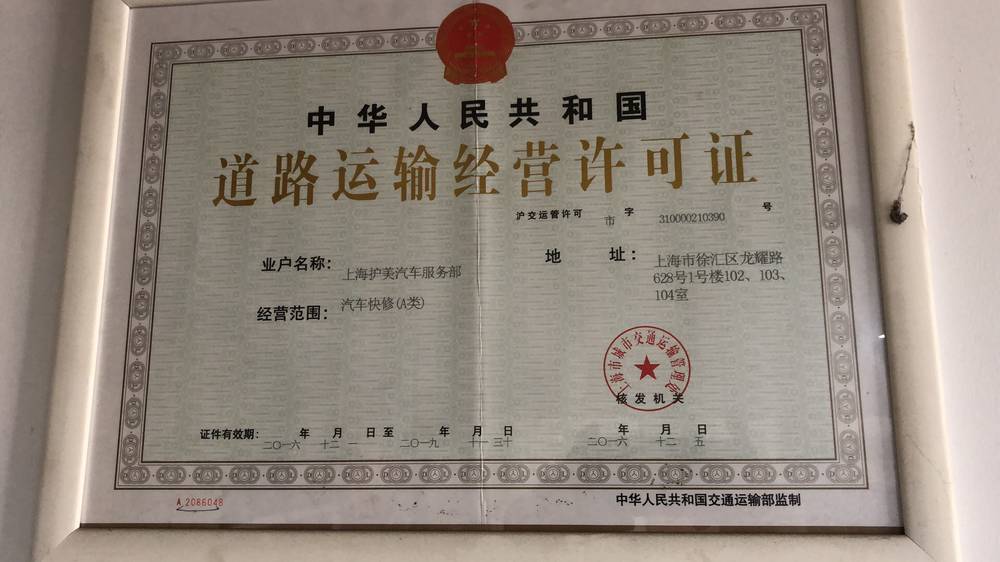 中华人民共和国
道路运输经营许可证
沪交运管许可 市 字 310000210390 号
业户名称： 上海护美汽车服务部
地 址： 上海市徐汇区龙耀路
628号1号楼102、103、
104室
经营范围： 汽车快修(A类)
上海市城市交通运输管理处
核发机关
证件有效期： 二〇一六 年 十二 月 一 日至 二〇一九 年 十一 月 三十 日
二〇一六 年 十二 月 五 日
A 2086048
中华人民共和国交通运输部监制